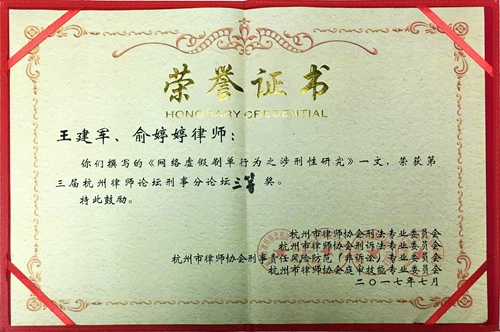 荣誉证书
HONORARY CREDENTIAL
王建军、俞婷婷律师：
你们撰写的《网络虚假刷单行为之涉刑性研究》一文，荣获第
三届杭州律师论坛刑事分论坛三等奖。
特此鼓励。
杭州市律师协会刑法专业委员会
杭州市律师协会刑诉法专业委员会
杭州市律师协会刑事责任风险防范（非诉讼）专业委员会
杭州市律师协会庭审技能专业委员会
二〇一七年七月